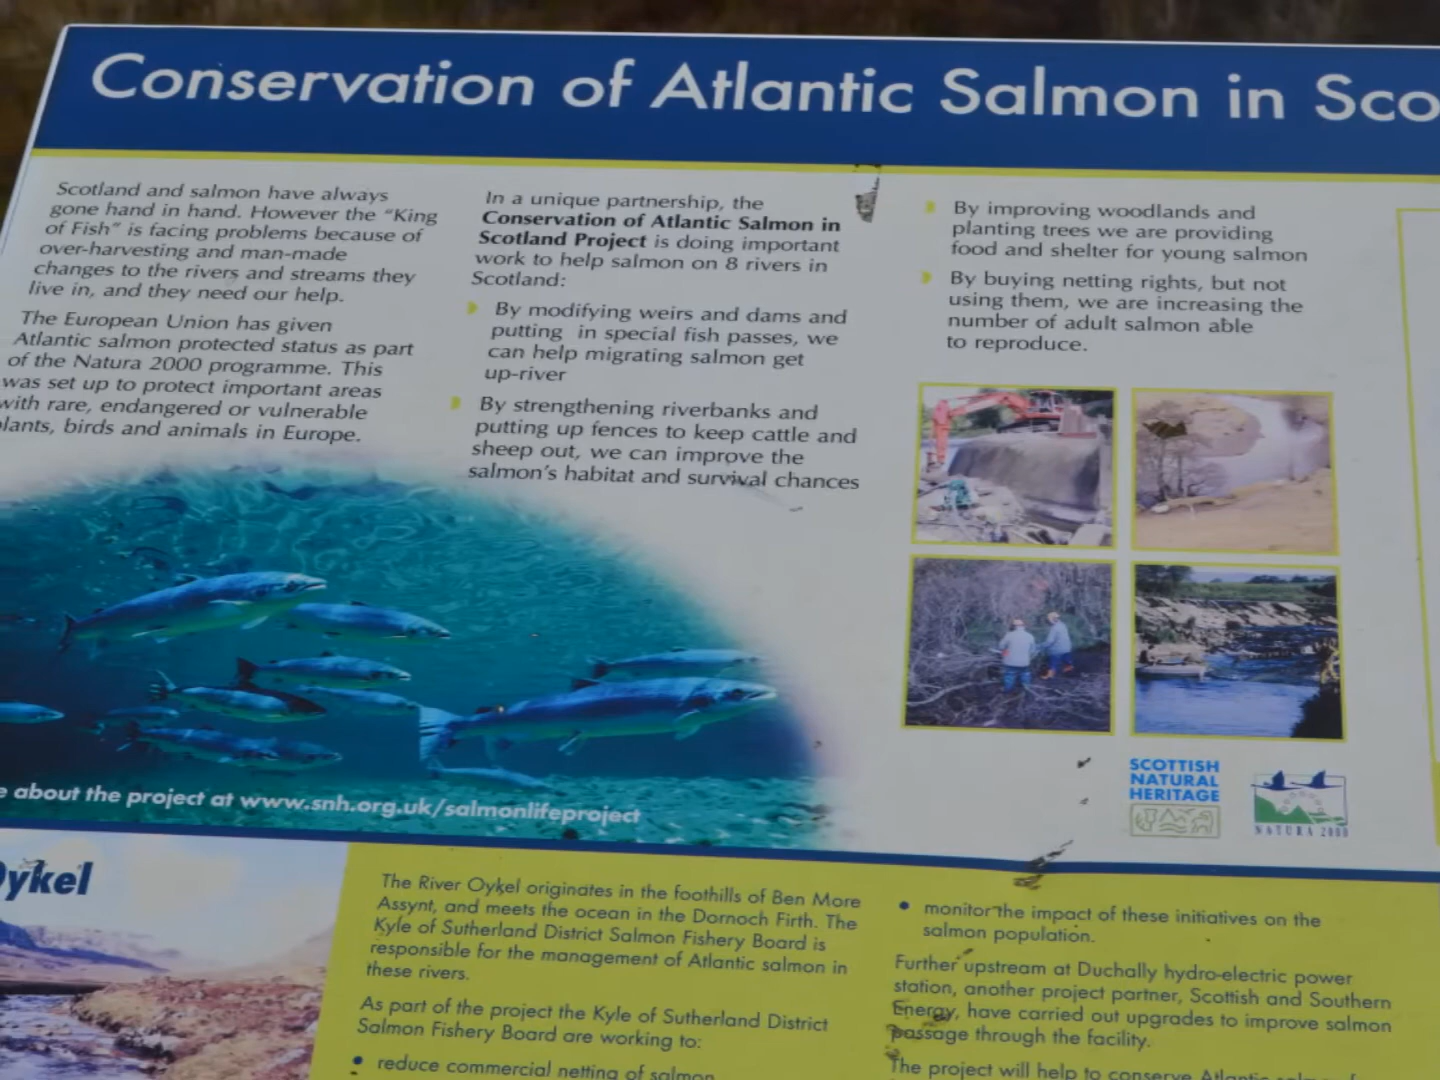 Conservation of Atlantic Salmon in Sco
Scotland and salmon have always
gone hand in hand. However the "King
of Fish" is facing problems because of
over-harvesting and man-made
changes to the rivers and streams they
live in, and they need our help.
The European Union has given
Atlantic salmon protected status as part
of the Natura 2000 programme. This
was set up to protect important areas
with rare, endangered or vulnerable
plants, birds and animals in Europe.
In a unique partnership, the
Conservation of Atlantic Salmon in
Scotland Project is doing important
work to help salmon on 8 rivers in
Scotland:
By modifying weirs and dams and
putting in special fish passes, we
can help migrating salmon get
up-river
By strengthening riverbanks and
putting up fences to keep cattle and
sheep out, we can improve the
salmon's habitat and survival chances
By improving woodlands and
planting trees we are providing
food and shelter for young salmon
By buying netting rights, but not
using them, we are increasing the
number of adult salmon able
to reproduce.
e about the project at www.snh.org.uk/salmonlifeproject
SCOTTISH
NATURAL
HERITAGE
NATURA 2000
Oykel
The River Oykel originates in the foothills of Ben More
Assynt, and meets the ocean in the Dornoch Firth. The
Kyle of Sutherland District Salmon Fishery Board is
responsible for the management of Atlantic salmon in
these rivers.
As part of the project the Kyle of Sutherland District
Salmon Fishery Board are working to:
• reduce commercial netting of salmon
• monitor the impact of these initiatives on the
salmon population.
Further upstream at Duchally hydro-electric power
station, another project partner, Scottish and Southern
Energy, have carried out upgrades to improve salmon
passage through the facility.
The project will help to conserve Atlantic salmon f